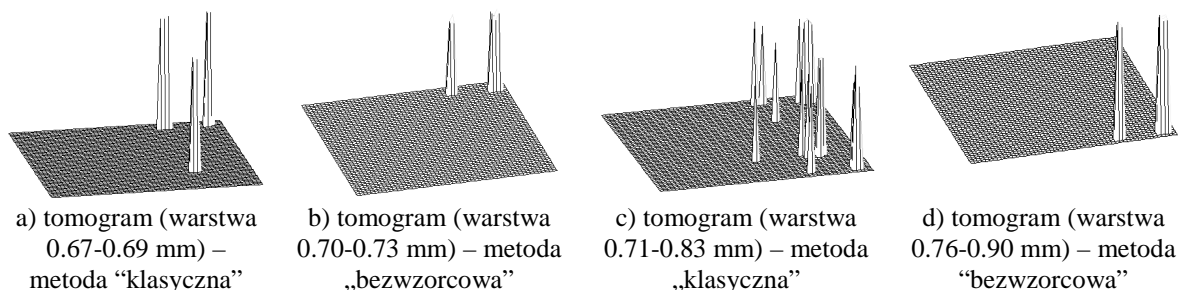 a) tomogram (warstwa
0.67-0.69 mm) –
metoda “klasyczna”
b) tomogram (warstwa
0.70-0.73 mm) – metoda
„bezwzorcowa”
c) tomogram (warstwa
0.71-0.83 mm) – metoda
„klasyczna”
d) tomogram (warstwa
0.76-0.90 mm) – metoda
“bezwzorcowa”